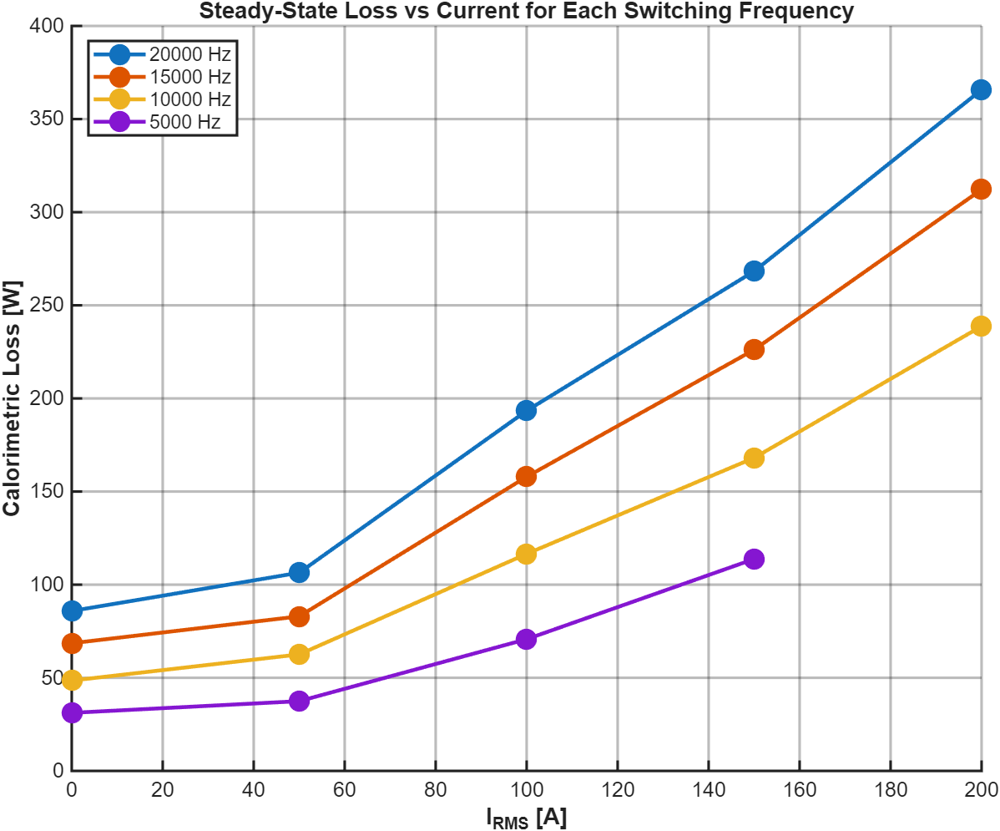 Steady-State Loss vs Current for Each Switching Frequency
400
350
300
250
200
150
100
50
0
20000 Hz
15000 Hz
10000 Hz
5000 Hz
Calorimetric Loss [W]
0 20 40 60 80 100 120 140 160 180 200
I_RMS [A]